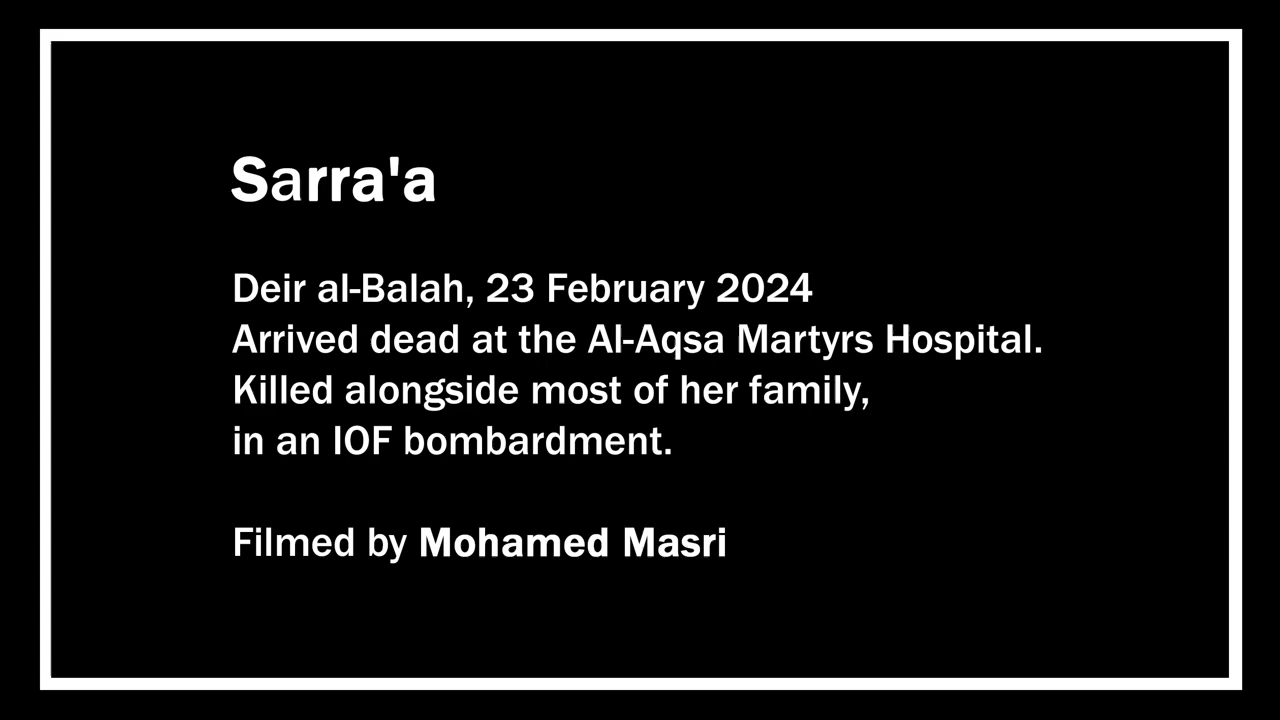 Sarra'a
Deir al-Balah, 23 February 2024
Arrived dead at the Al-Aqsa Martyrs Hospital.
Killed alongside most of her family,
in an IOF bombardment.
Filmed by Mohamed Masri